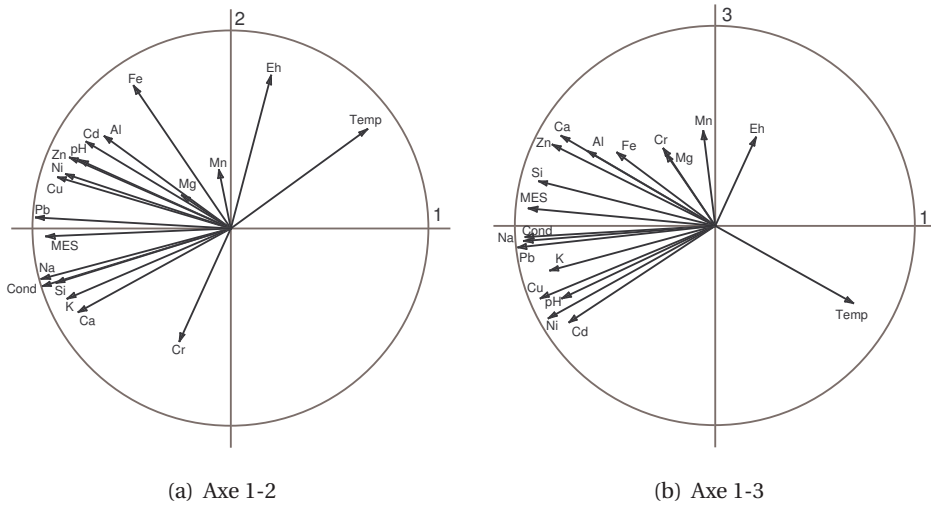 2
Fe
Eh
Temp
Cd
Al
pH
Zn
Ni
Cu
Mn
Mg
1
Pb
MES
Na
Cond
Si
K
Ca
Cr
(a) Axe 1-2
3
Mn
Eh
Ca
Zn
Al
Fe
Cr
Mg
Si
MES
1
Cond
Na
Pb
K
Cu
pH
Ni
Cd
Temp
(b) Axe 1-3